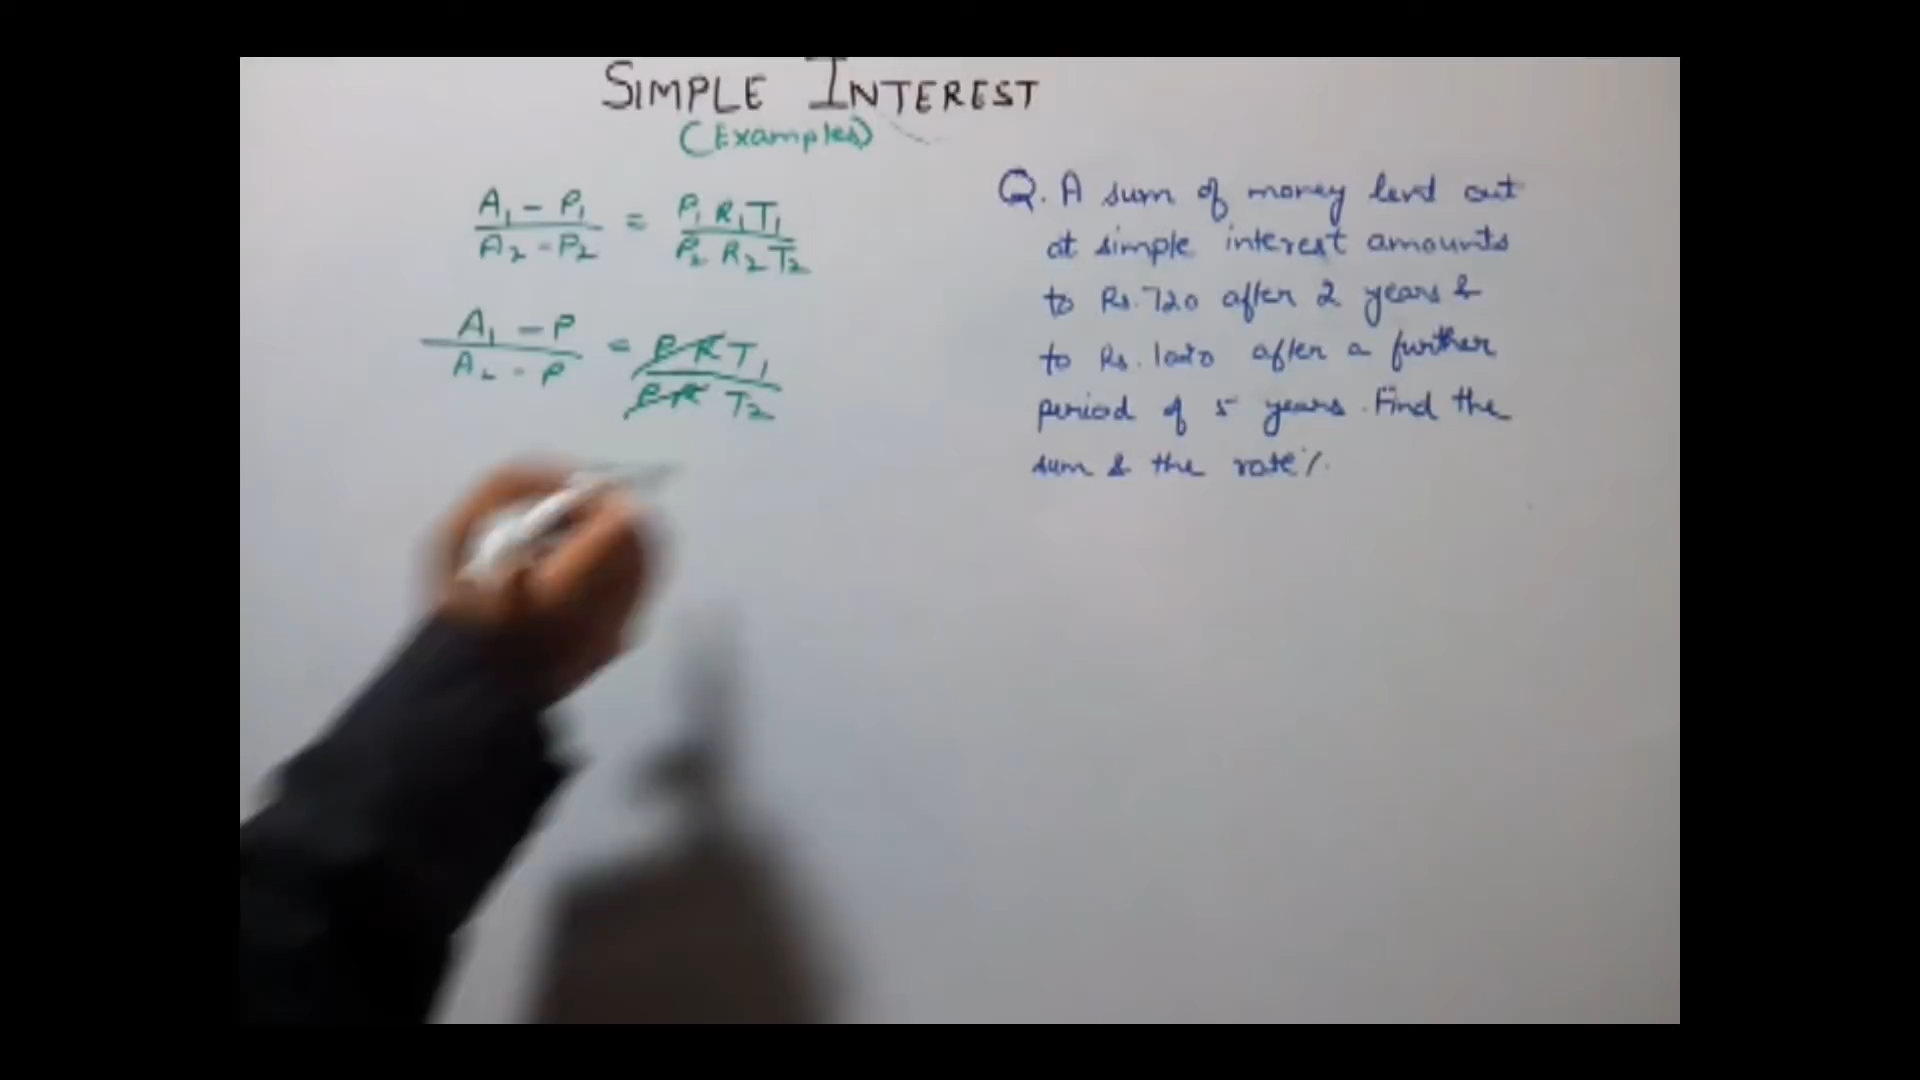 SIMPLE INTEREST
(Examples)
A₁ - P₁ / A₂ - P₂ = P₁ R₁ T₁ / P₂ R₂ T₂
A₁ - P / A₂ - P = P R T₁ / P R T₂
Q. A sum of money lend out
at simple interest amounts
to Rs. 720 after 2 years &
to Rs. 1020 after a further
period of 5 years. Find the
sum & the rate%.